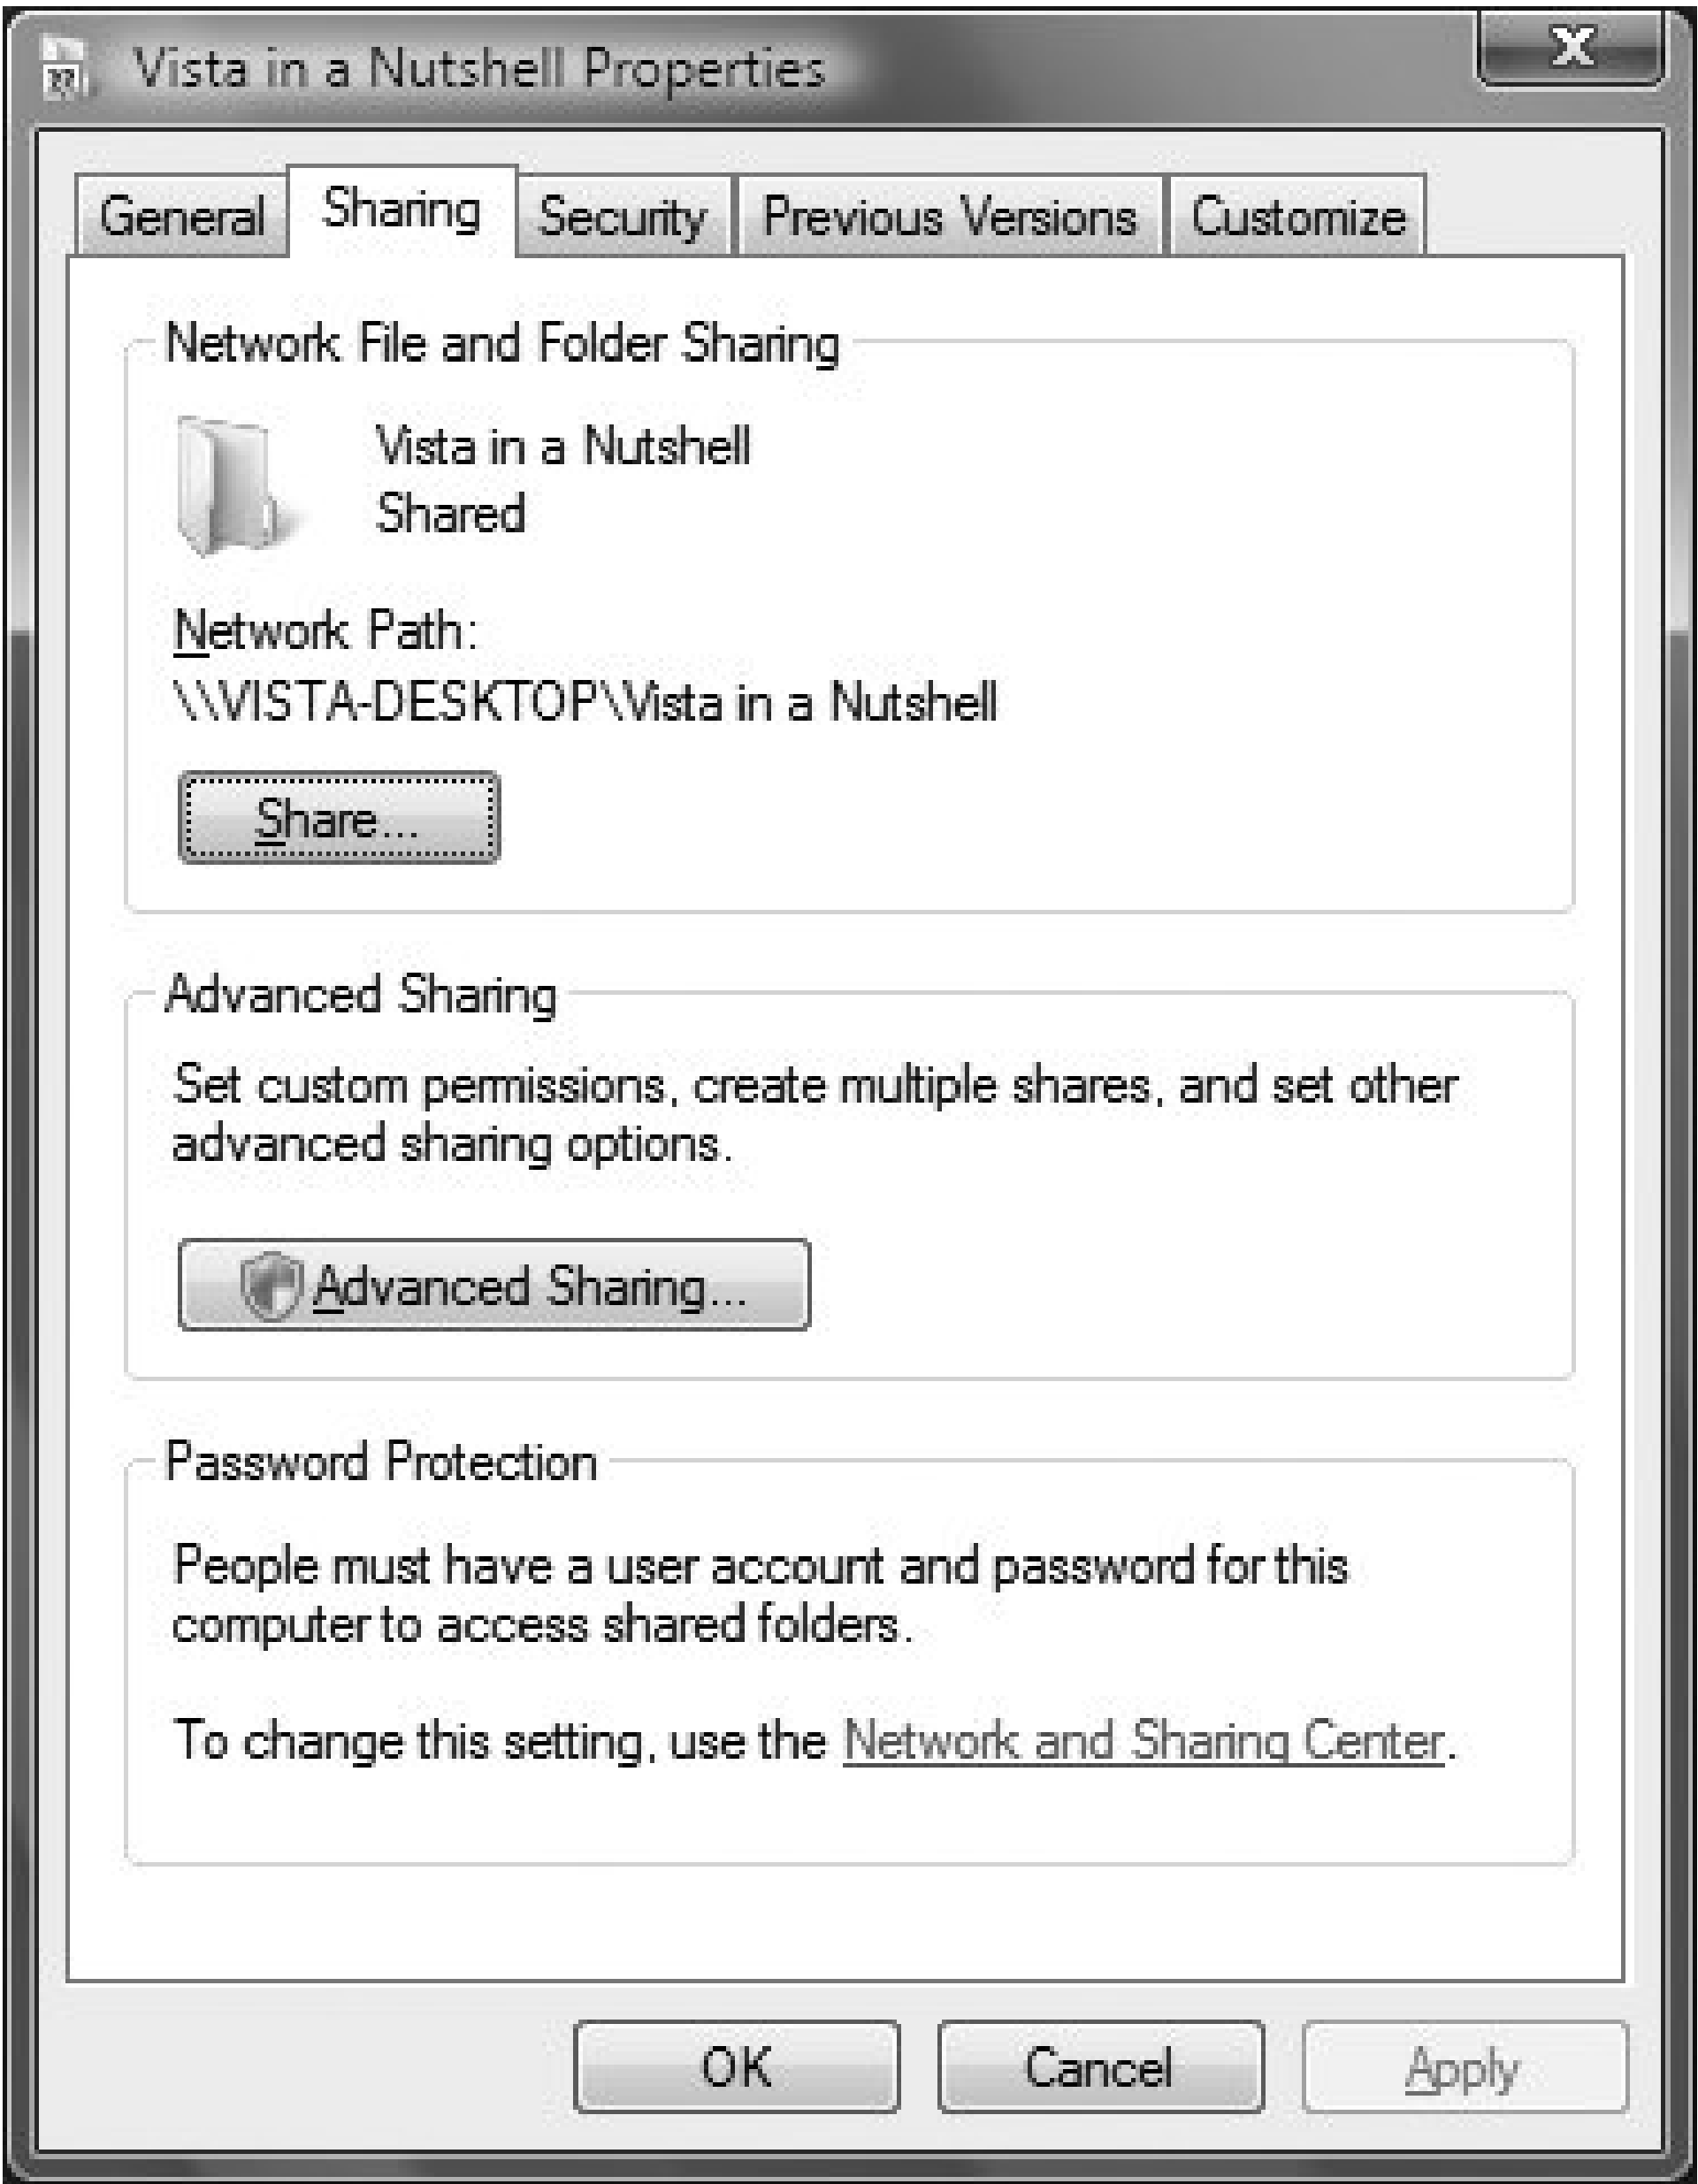 Vista in a Nutshell Properties
General Sharing Security Previous Versions Customize
Network File and Folder Sharing
Vista in a Nutshell
Shared
Network Path:
\\VISTA-DESKTOP\Vista in a Nutshell
Share...
Advanced Sharing
Set custom permissions, create multiple shares, and set other
advanced sharing options.
Advanced Sharing...
Password Protection
People must have a user account and password for this
computer to access shared folders.
To change this setting, use the Network and Sharing Center.
OK Cancel Apply